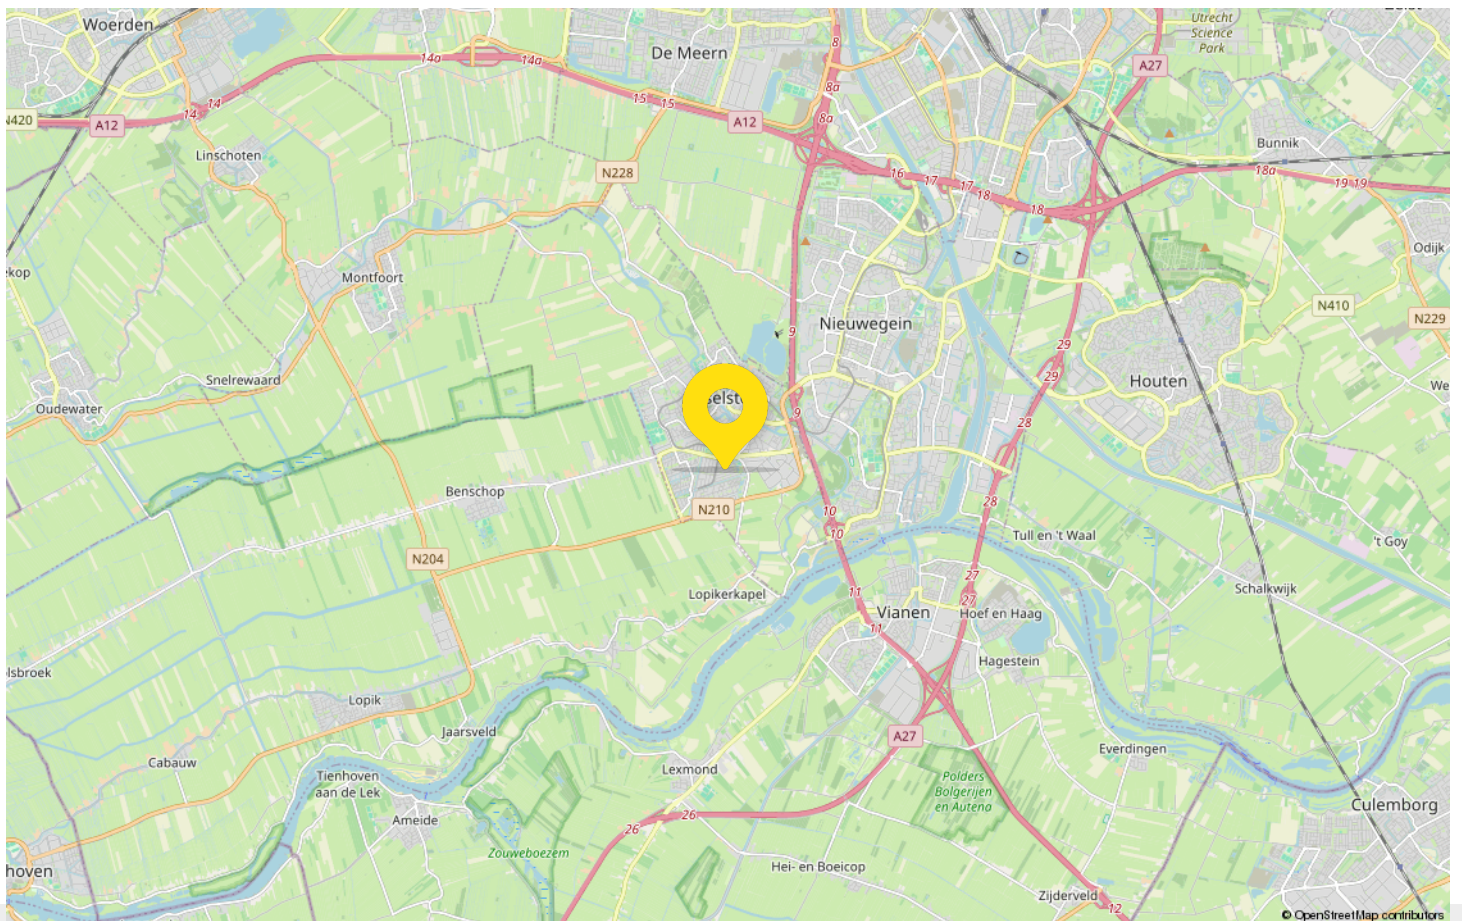 Woerden
De Meern
Utrecht
Science
Park
14a
14a
8
8a
8a
A27
14
14
15
15
A12
N420
A12
Bunnik
Linschoten
N228
16
17
17
18
18
18a
19
19
Odijk
Montfoort
N410
N229
9
Nieuwegein
29
29
Snelrewaard
Houten
Oudewater
9
28
Benschop
28
N210
10
10
Tull en 't Waal
't Goy
N204
27
27
Schalkwijk
Lopikerkapel
11
11
Vianen
Hoef en Haag
Hagestein
Lopik
Jaarsveld
A27
Everdingen
Cabauw
Tienhoven
aan de Lek
Lexmond
Polders
Bolgerijen
en Autena
Culemborg
Ameide
26
26
Zouweboezem
Hei- en Boeicop
hoven
Zijderveld
12
© OpenStreetMap contributors